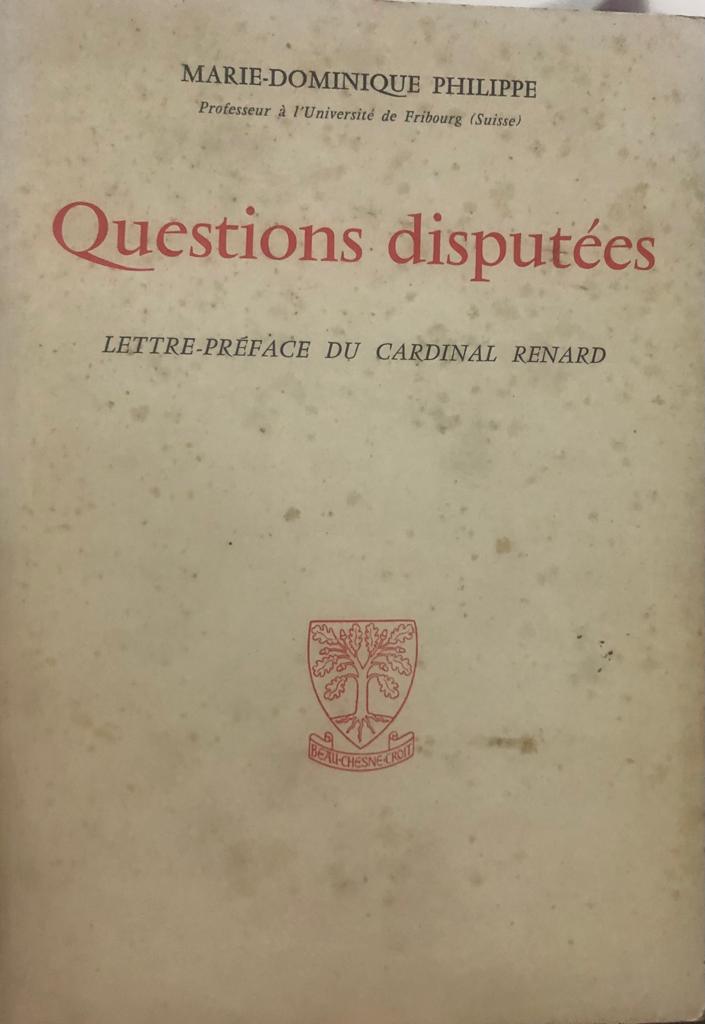 MARIE-DOMINIQUE PHILIPPE
Professeur à l'Université de Fribourg (Suisse)
Questions disputées
LETTRE-PRÉFACE DU CARDINAL RENARD
BEAU·CHESNE·CROIT